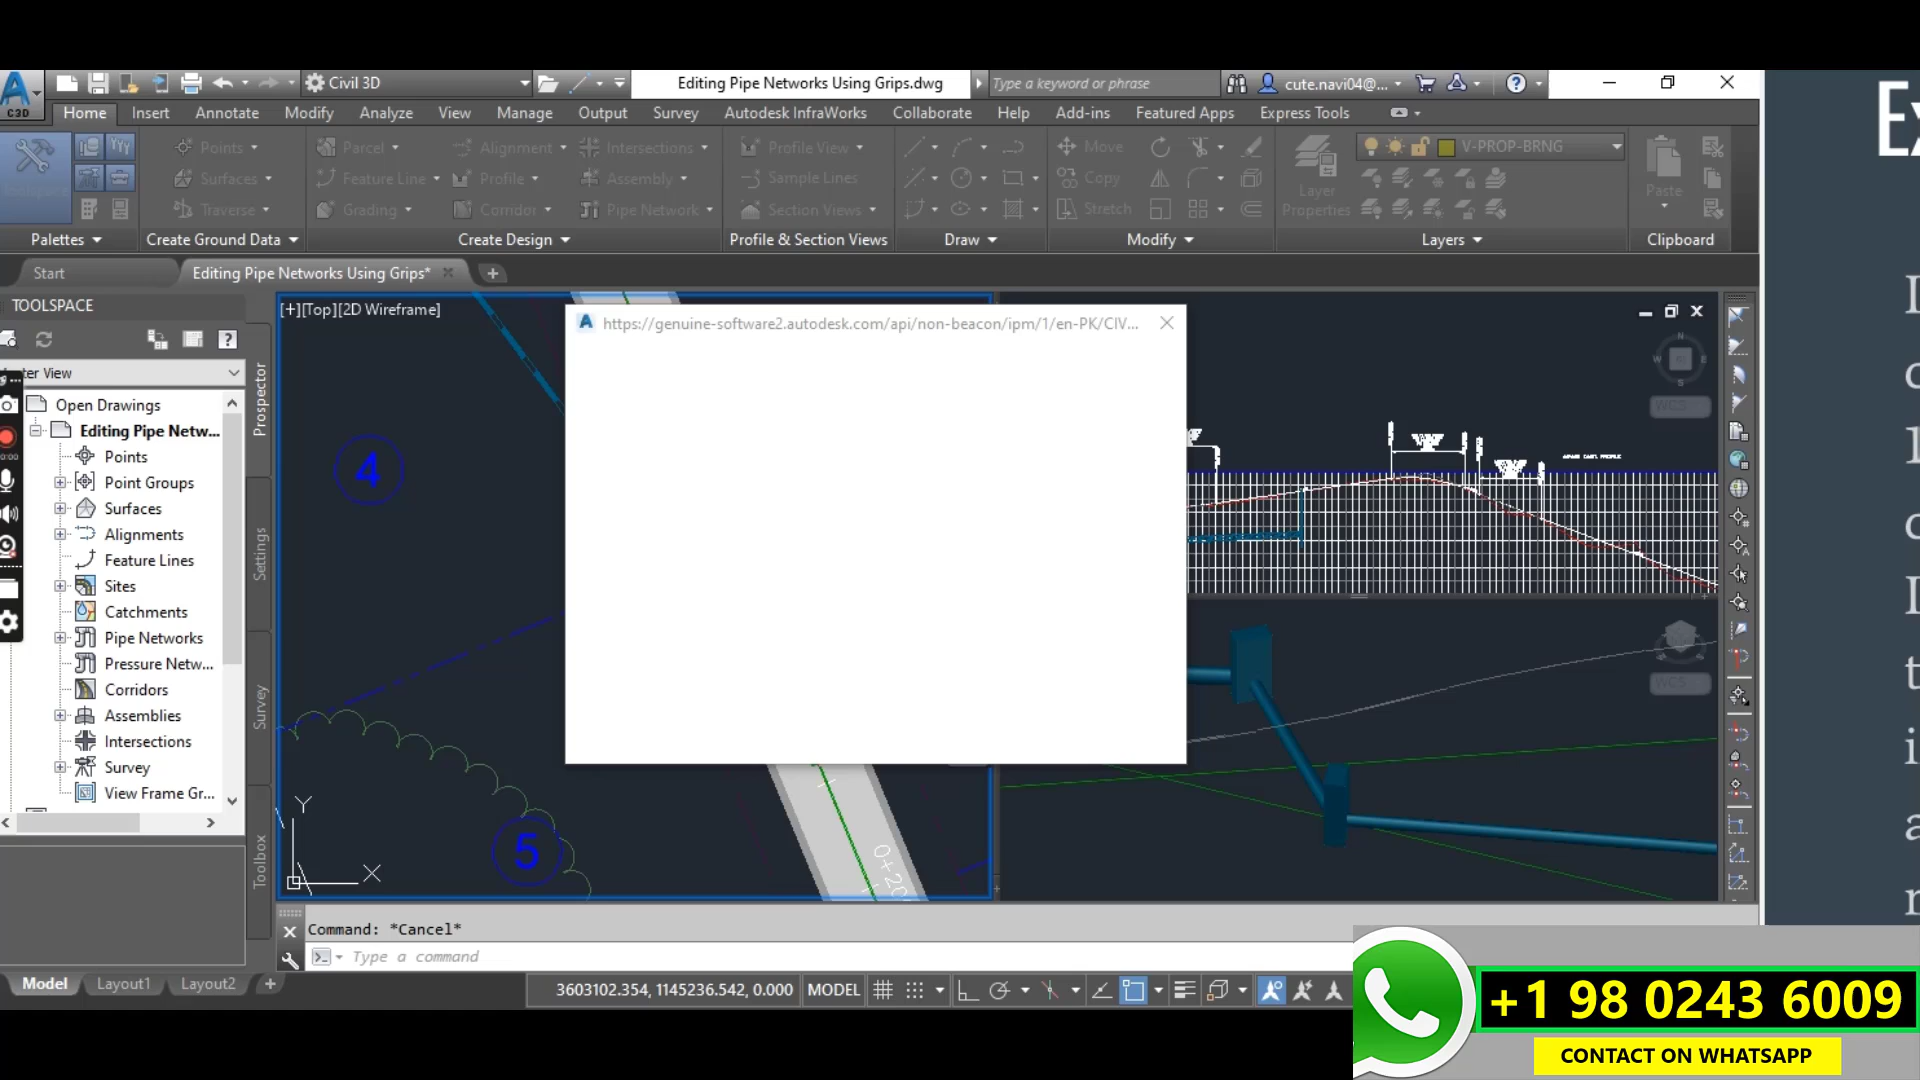 C3D
Civil 3D
Editing Pipe Networks Using Grips.dwg
Type a keyword or phrase
cute.navi04@...
Home
Insert
Annotate
Modify
Analyze
View
Manage
Output
Survey
Autodesk InfraWorks
Collaborate
Help
Add-ins
Featured Apps
Express Tools
Points
Parcel
Alignment
Intersections
Profile View
Move
V-PROP-BRNG
Surfaces
Feature Line
Profile
Assembly
Sample Lines
Copy
Layer
Properties
Paste
Traverse
Grading
Corridor
Pipe Network
Section Views
Stretch
Palettes
Create Ground Data
Create Design
Profile & Section Views
Draw
Modify
Layers
Clipboard
Start
Editing Pipe Networks Using Grips*
TOOLSPACE
[+][Top][2D Wireframe]
https://genuine-software2.autodesk.com/api/non-beacon/ipm/1/en-PK/CIV...
ter View
Prospector
Settings
Survey
Toolbox
Open Drawings
Editing Pipe Netw...
Points
Point Groups
Surfaces
Alignments
Feature Lines
Sites
Catchments
Pipe Networks
Pressure Netw...
Corridors
Assemblies
Intersections
Survey
View Frame Gr...
4
5
Y
X
N
W
E
S
WCS
WCS
Command: *Cancel*
Type a command
Model
Layout1
Layout2
3603102.354, 1145236.542, 0.000
MODEL
+1 98 0243 6009
CONTACT ON WHATSAPP